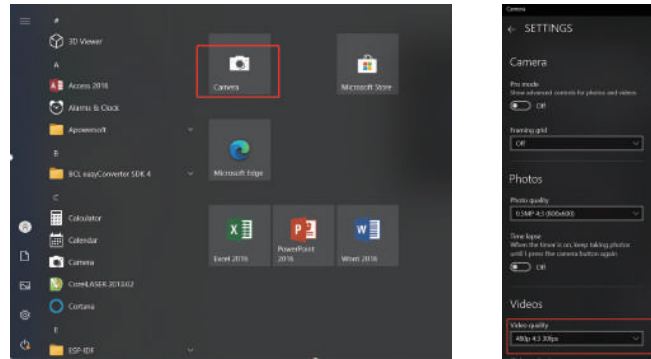 #
3D Viewer
A
Access 2016
Alarms & Clock
Apowersoft
B
BCL easyConverter SDK 4
C
Calculator
Calendar
Camera
CorelLASER 2013.02
Cortana
E
ESP-IDF
Camera
Microsoft Store
Microsoft Edge
Excel 2016
PowerPoint
2016
Word 2016
Camera
← SETTINGS
Camera
Pro mode
Show advanced controls for photos and videos
Off
Framing grid
Off
Photos
Photo quality
0.5MP 4:3 (800x600)
Time lapse
When the timer is on, keep taking photos
until I press the camera button again
Off
Videos
Video quality
480p 4:3 30fps